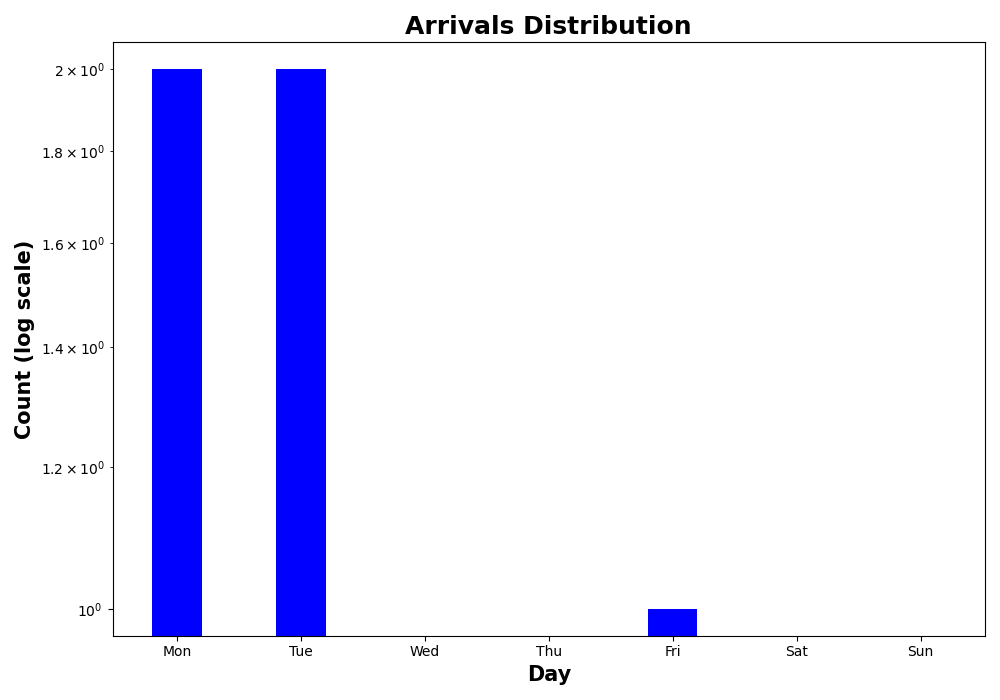 Arrivals Distribution
2 × 10⁰
1.8 × 10⁰
1.6 × 10⁰
1.4 × 10⁰
1.2 × 10⁰
10⁰
Count (log scale)
Mon Tue Wed Thu Fri Sat Sun
Day